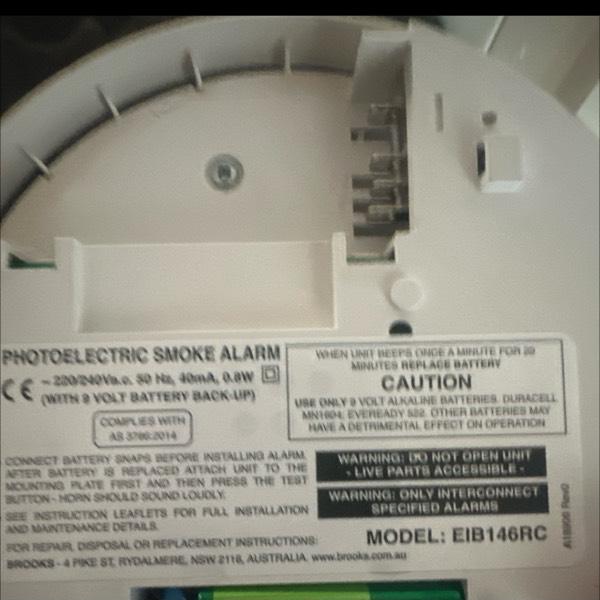 PHOTOELECTRIC SMOKE ALARM
CE ~ 220/240Va.c. 50 Hz, 40mA, 0.8W
(WITH 9 VOLT BATTERY BACK-UP)
COMPLIES WITH
AS 3786:2014
WHEN UNIT BEEPS ONCE A MINUTE FOR 20
MINUTES REPLACE BATTERY
CAUTION
USE ONLY 9 VOLT ALKALINE BATTERIES, DURACELL
MN1604, EVEREADY 522. OTHER BATTERIES MAY
HAVE A DETRIMENTAL EFFECT ON OPERATION
CONNECT BATTERY SNAPS BEFORE INSTALLING ALARM.
AFTER BATTERY IS REPLACED ATTACH UNIT TO THE
MOUNTING PLATE FIRST AND THEN PRESS THE TEST
BUTTON - HORN SHOULD SOUND LOUDLY.
SEE INSTRUCTION LEAFLETS FOR FULL INSTALLATION
AND MAINTENANCE DETAILS.
WARNING: DO NOT OPEN UNIT
- LIVE PARTS ACCESSIBLE -
WARNING: ONLY INTERCONNECT
SPECIFIED ALARMS
FOR REPAIR, DISPOSAL OR REPLACEMENT INSTRUCTIONS:
MODEL: EIB146RC
BROOKS - 4 PIKE ST, RYDALMERE, NSW 2116, AUSTRALIA. www.brooks.com.au
Rev0